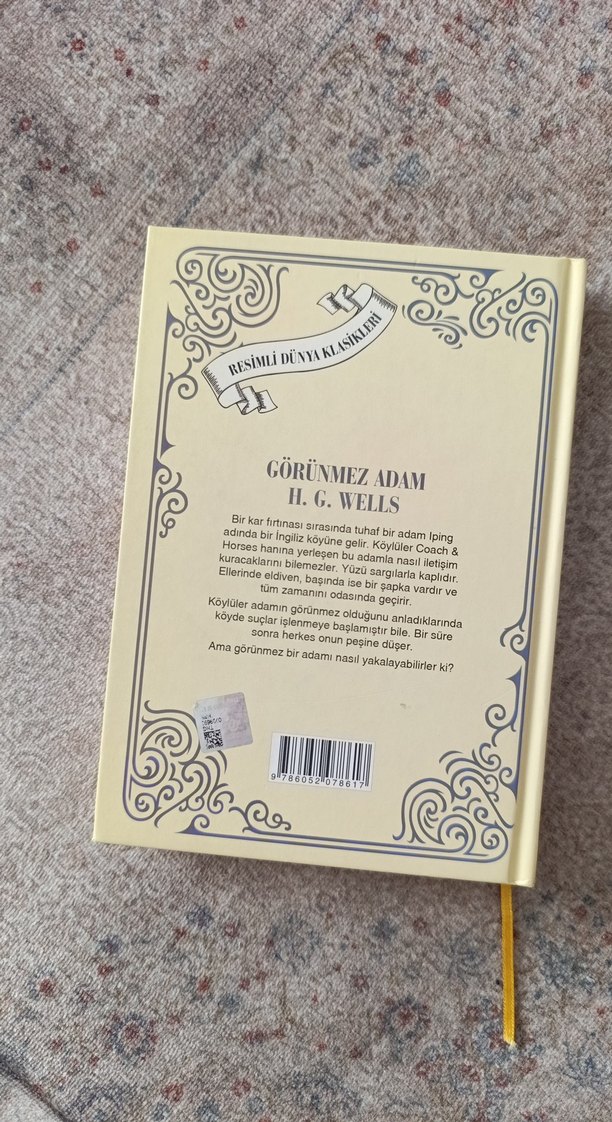 RESİMLİ DÜNYA KLASİKLERİ
GÖRÜNMEZ ADAM
H. G. WELLS
Bir kar fırtınası sırasında tuhaf bir adam Iping
adında bir İngiliz köyüne gelir. Köylüler Coach &
Horses hanına yerleşen bu adamla nasıl iletişim
kuracaklarını bilemezler. Yüzü sargılarla kaplıdır.
Ellerinde eldiven, başında ise bir şapka vardır ve
tüm zamanını odasında geçirir.
Köylüler adamın görünmez olduğunu anladıklarında
köyde suçlar işlenmeye başlamıştır bile. Bir süre
sonra herkes onun peşine düşer.
Ama görünmez bir adamı nasıl yakalayabilirler ki?
9 786052 078617